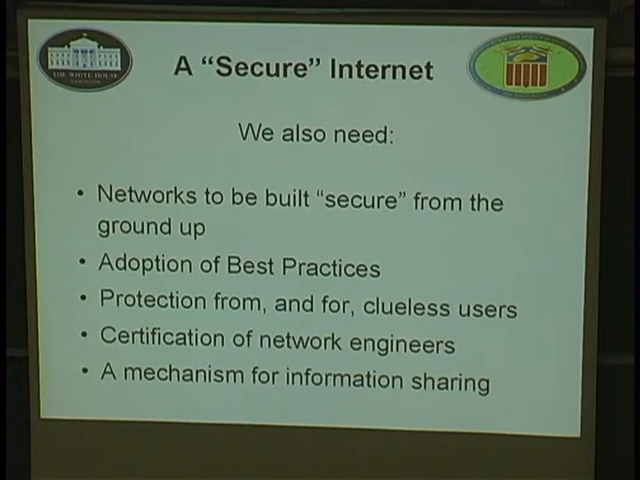 A “Secure” Internet
THE WHITE HOUSE
We also need:
• Networks to be built “secure” from the
ground up
• Adoption of Best Practices
• Protection from, and for, clueless users
• Certification of network engineers
• A mechanism for information sharing